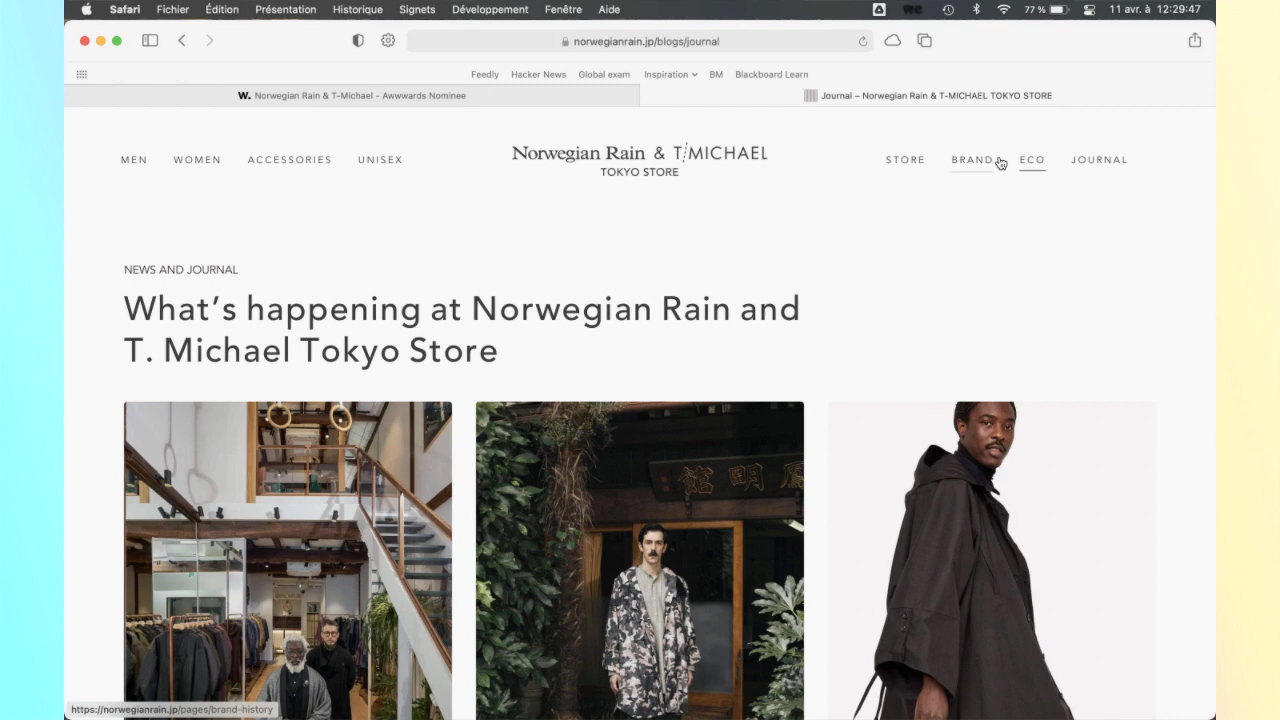 Safari Fichier Édition Présentation Historique Signets Développement Fenêtre Aide 77 % 11 avr. à 12:29:47
norwegianrain.jp/blogs/journal
Feedly Hacker News Global exam Inspiration BM Blackboard Learn
W. Norwegian Rain & T-Michael - Awwwards Nominee
Journal – Norwegian Rain & T-MICHAEL TOKYO STORE
MEN WOMEN ACCESSORIES UNISEX
Norwegian Rain & T/MICHAEL
TOKYO STORE
STORE BRAND ECO JOURNAL
NEWS AND JOURNAL
What's happening at Norwegian Rain and
T. Michael Tokyo Store
館明鳳
https://norwegianrain.jp/pages/brand-history